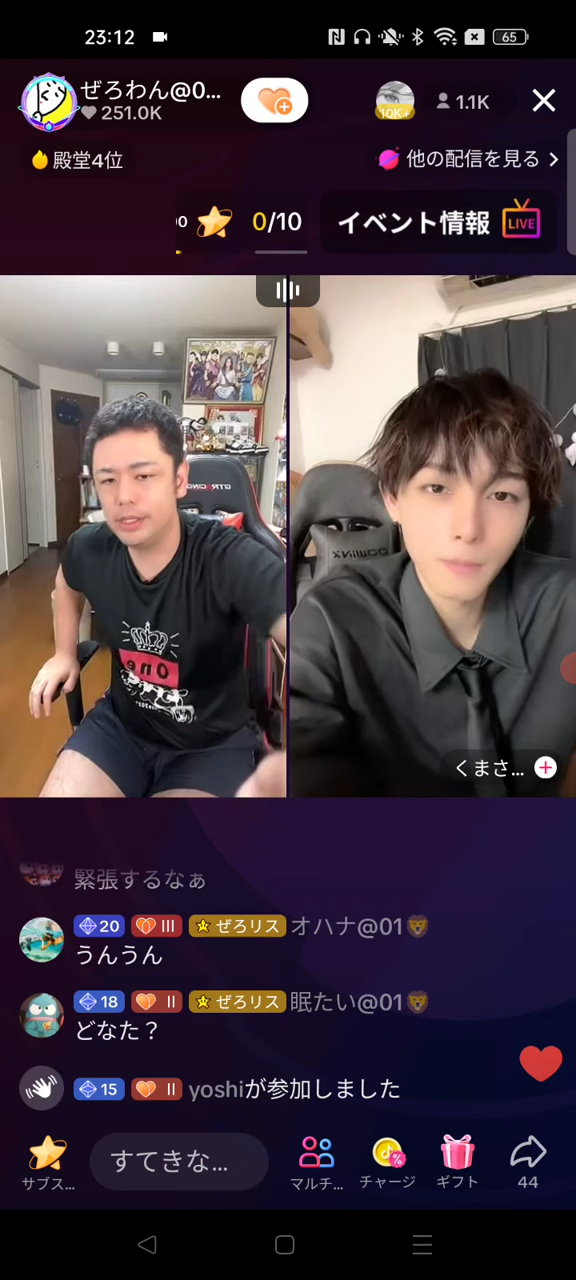 23:12
65
ぜろわん@0...
251.0K
10K+
1.1K
殿堂4位
他の配信を見る
0/10
イベント情報
LIVE
GTRACING
One
くまさ...
緊張するなぁ
20 III ぜろリス オハナ@01🦁
うんうん
18 II ぜろリス 眠たい@01🦁
どなた？
15 II yoshiが参加しました
サブス...
すてきな...
マルチ...
チャージ
ギフト
44